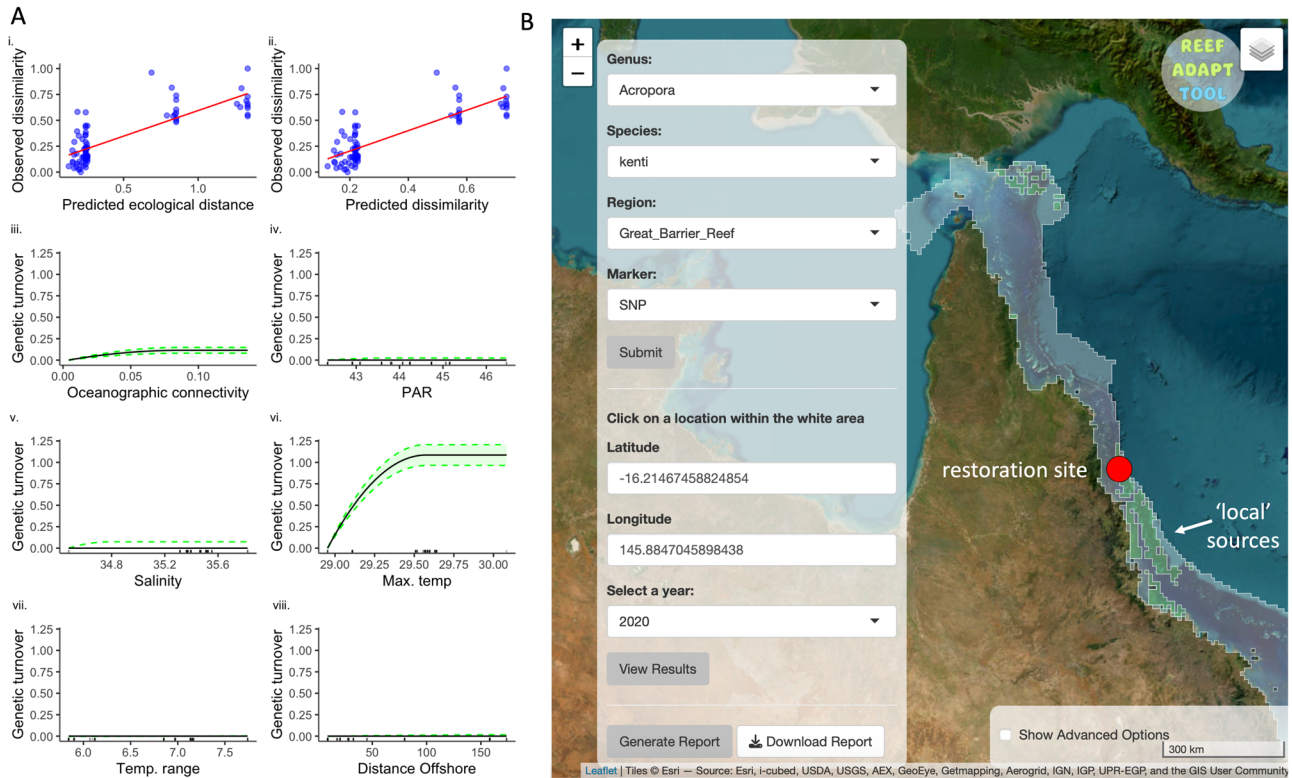 A
i.
Observed dissimilarity
1.00
0.75
0.50
0.25
0.00
0.5
1.0
Predicted ecological distance
ii.
Observed dissimilarity
1.00
0.75
0.50
0.25
0.00
0.2
0.4
0.6
Predicted dissimilarity
iii.
Genetic turnover
1.25
1.00
0.75
0.50
0.25
0.00
0.00
0.05
0.10
Oceanographic connectivity
iv.
Genetic turnover
1.25
1.00
0.75
0.50
0.25
0.00
43
44
45
46
PAR
v.
Genetic turnover
1.25
1.00
0.75
0.50
0.25
0.00
34.8
35.2
35.6
Salinity
vi.
Genetic turnover
1.25
1.00
0.75
0.50
0.25
0.00
29.00
29.25
29.50
29.75
30.00
Max. temp
vii.
Genetic turnover
1.25
1.00
0.75
0.50
0.25
0.00
6.0
6.5
7.0
7.5
Temp. range
viii.
Genetic turnover
1.25
1.00
0.75
0.50
0.25
0.00
50
100
150
Distance Offshore
B
+
−
Genus:
Acropora
Species:
kenti
Region:
Great_Barrier_Reef
Marker:
SNP
Submit
Click on a location within the white area
Latitude
-16.21467458824854
Longitude
145.8847045898438
Select a year:
2020
View Results
Generate Report
Download Report
REEF
ADAPT
TOOL
restoration site
'local'
sources
Show Advanced Options
300 km
Leaflet | Tiles © Esri — Source: Esri, i-cubed, USDA, USGS, AEX, GeoEye, Getmapping, Aerogrid, IGN, IGP, UPR-EGP, and the GIS User Community